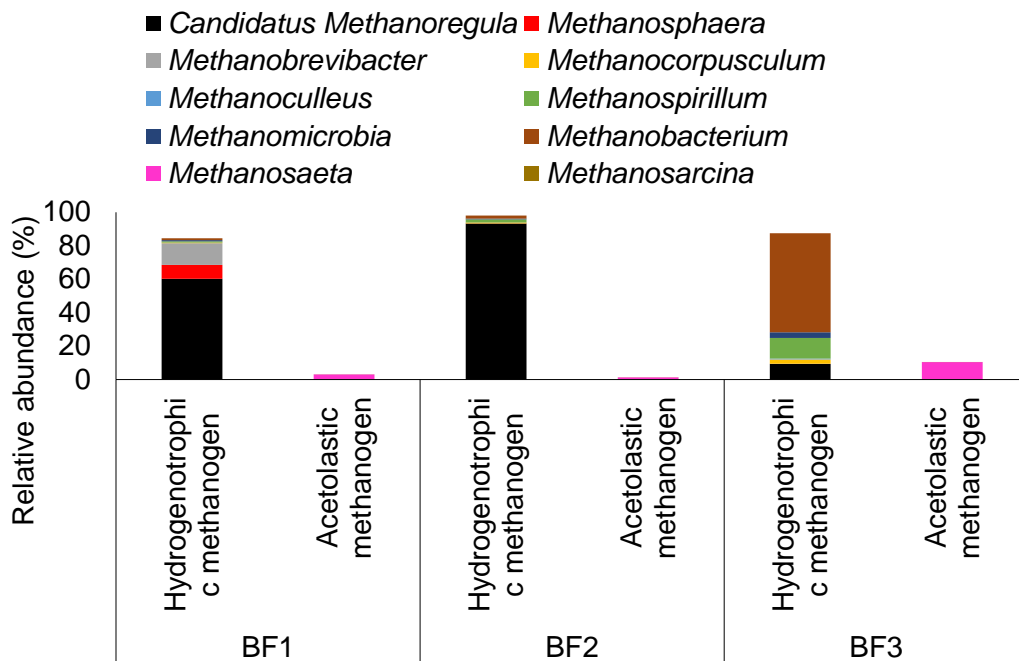 Candidatus Methanoregula
Methanosphaera
Methanobrevibacter
Methanocorpusculum
Methanoculleus
Methanospirillum
Methanomicrobia
Methanobacterium
Methanosaeta
Methanosarcina
Relative abundance (%)
100
80
60
40
20
0
Hydrogenotrophi
c methanogen
Acetolastic
methanogen
Hydrogenotrophi
c methanogen
Acetolastic
methanogen
Hydrogenotrophi
c methanogen
Acetolastic
methanogen
BF1
BF2
BF3